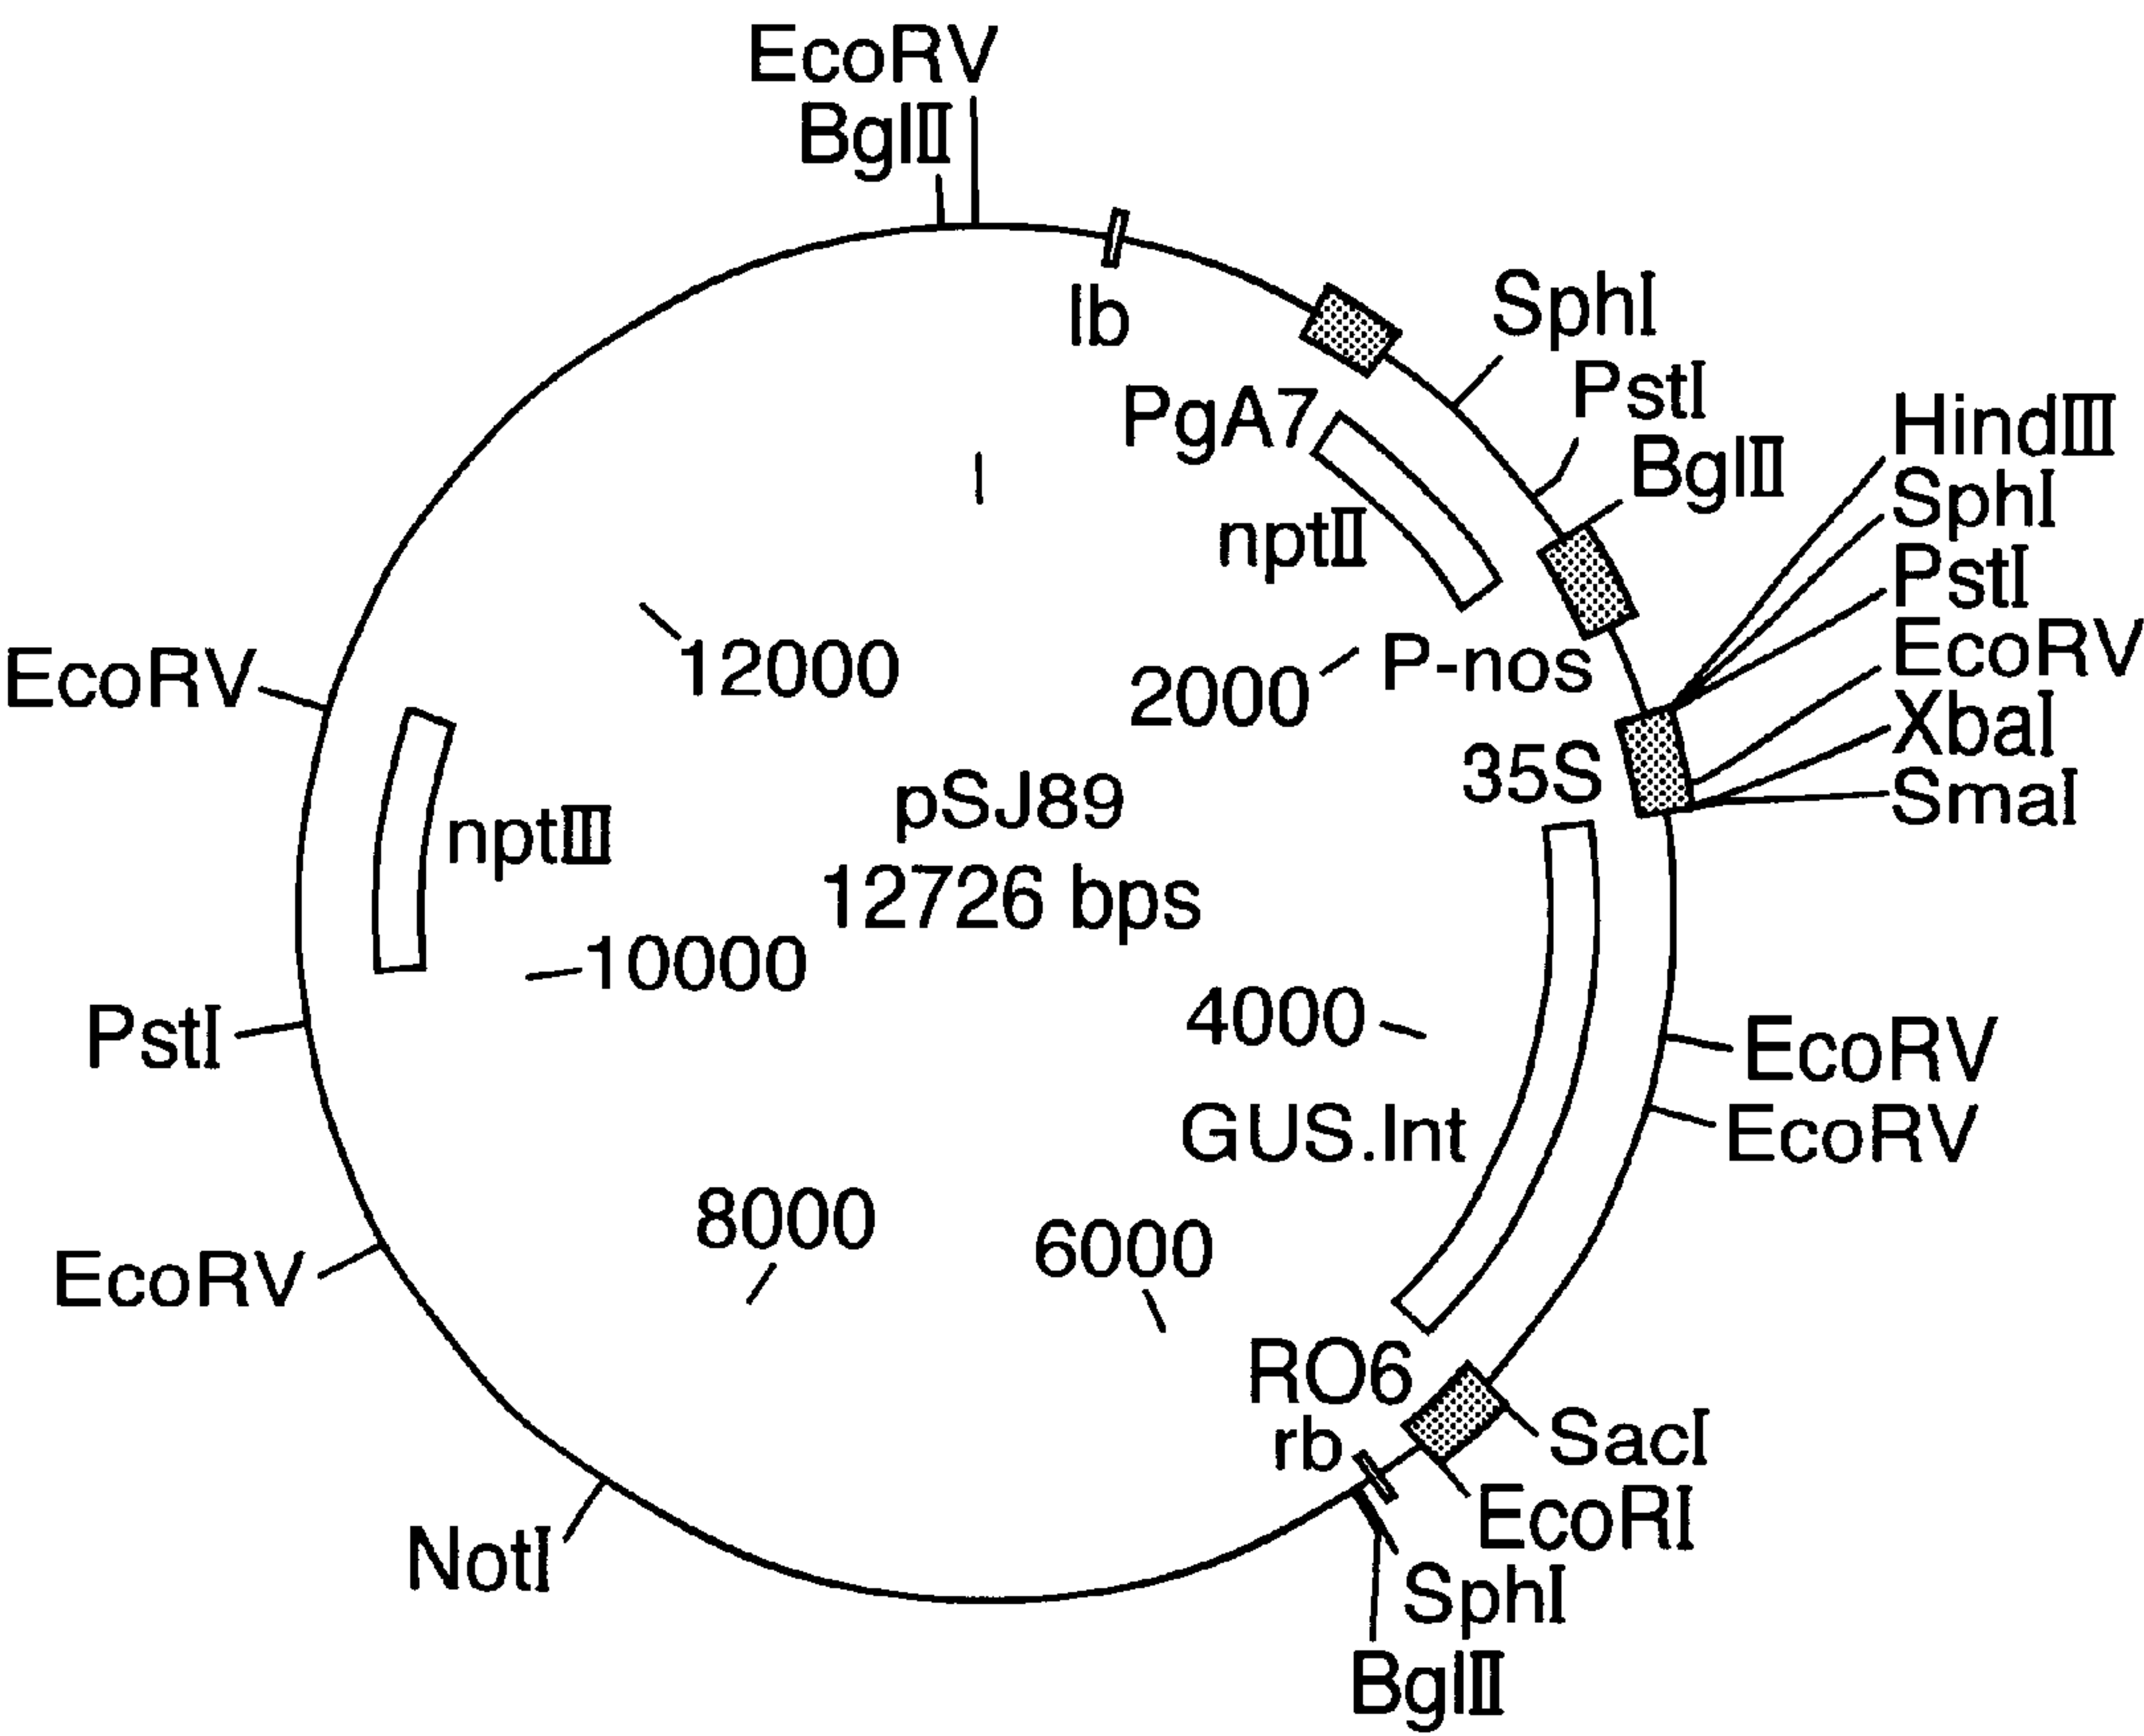 EcoRV
BglII
lb
SphI
PgA7
PstI
BglII
HindIII
SphI
PstI
EcoRV
XbaI
SmaI
nptII
P-nos
2000
12000
35S
EcoRV
nptIII
pSJ89
12726 bps
10000
PstI
4000
EcoRV
EcoRV
GUS.Int
8000
6000
EcoRV
RO6
rb
SacI
EcoRI
SphI
BglII
NotI